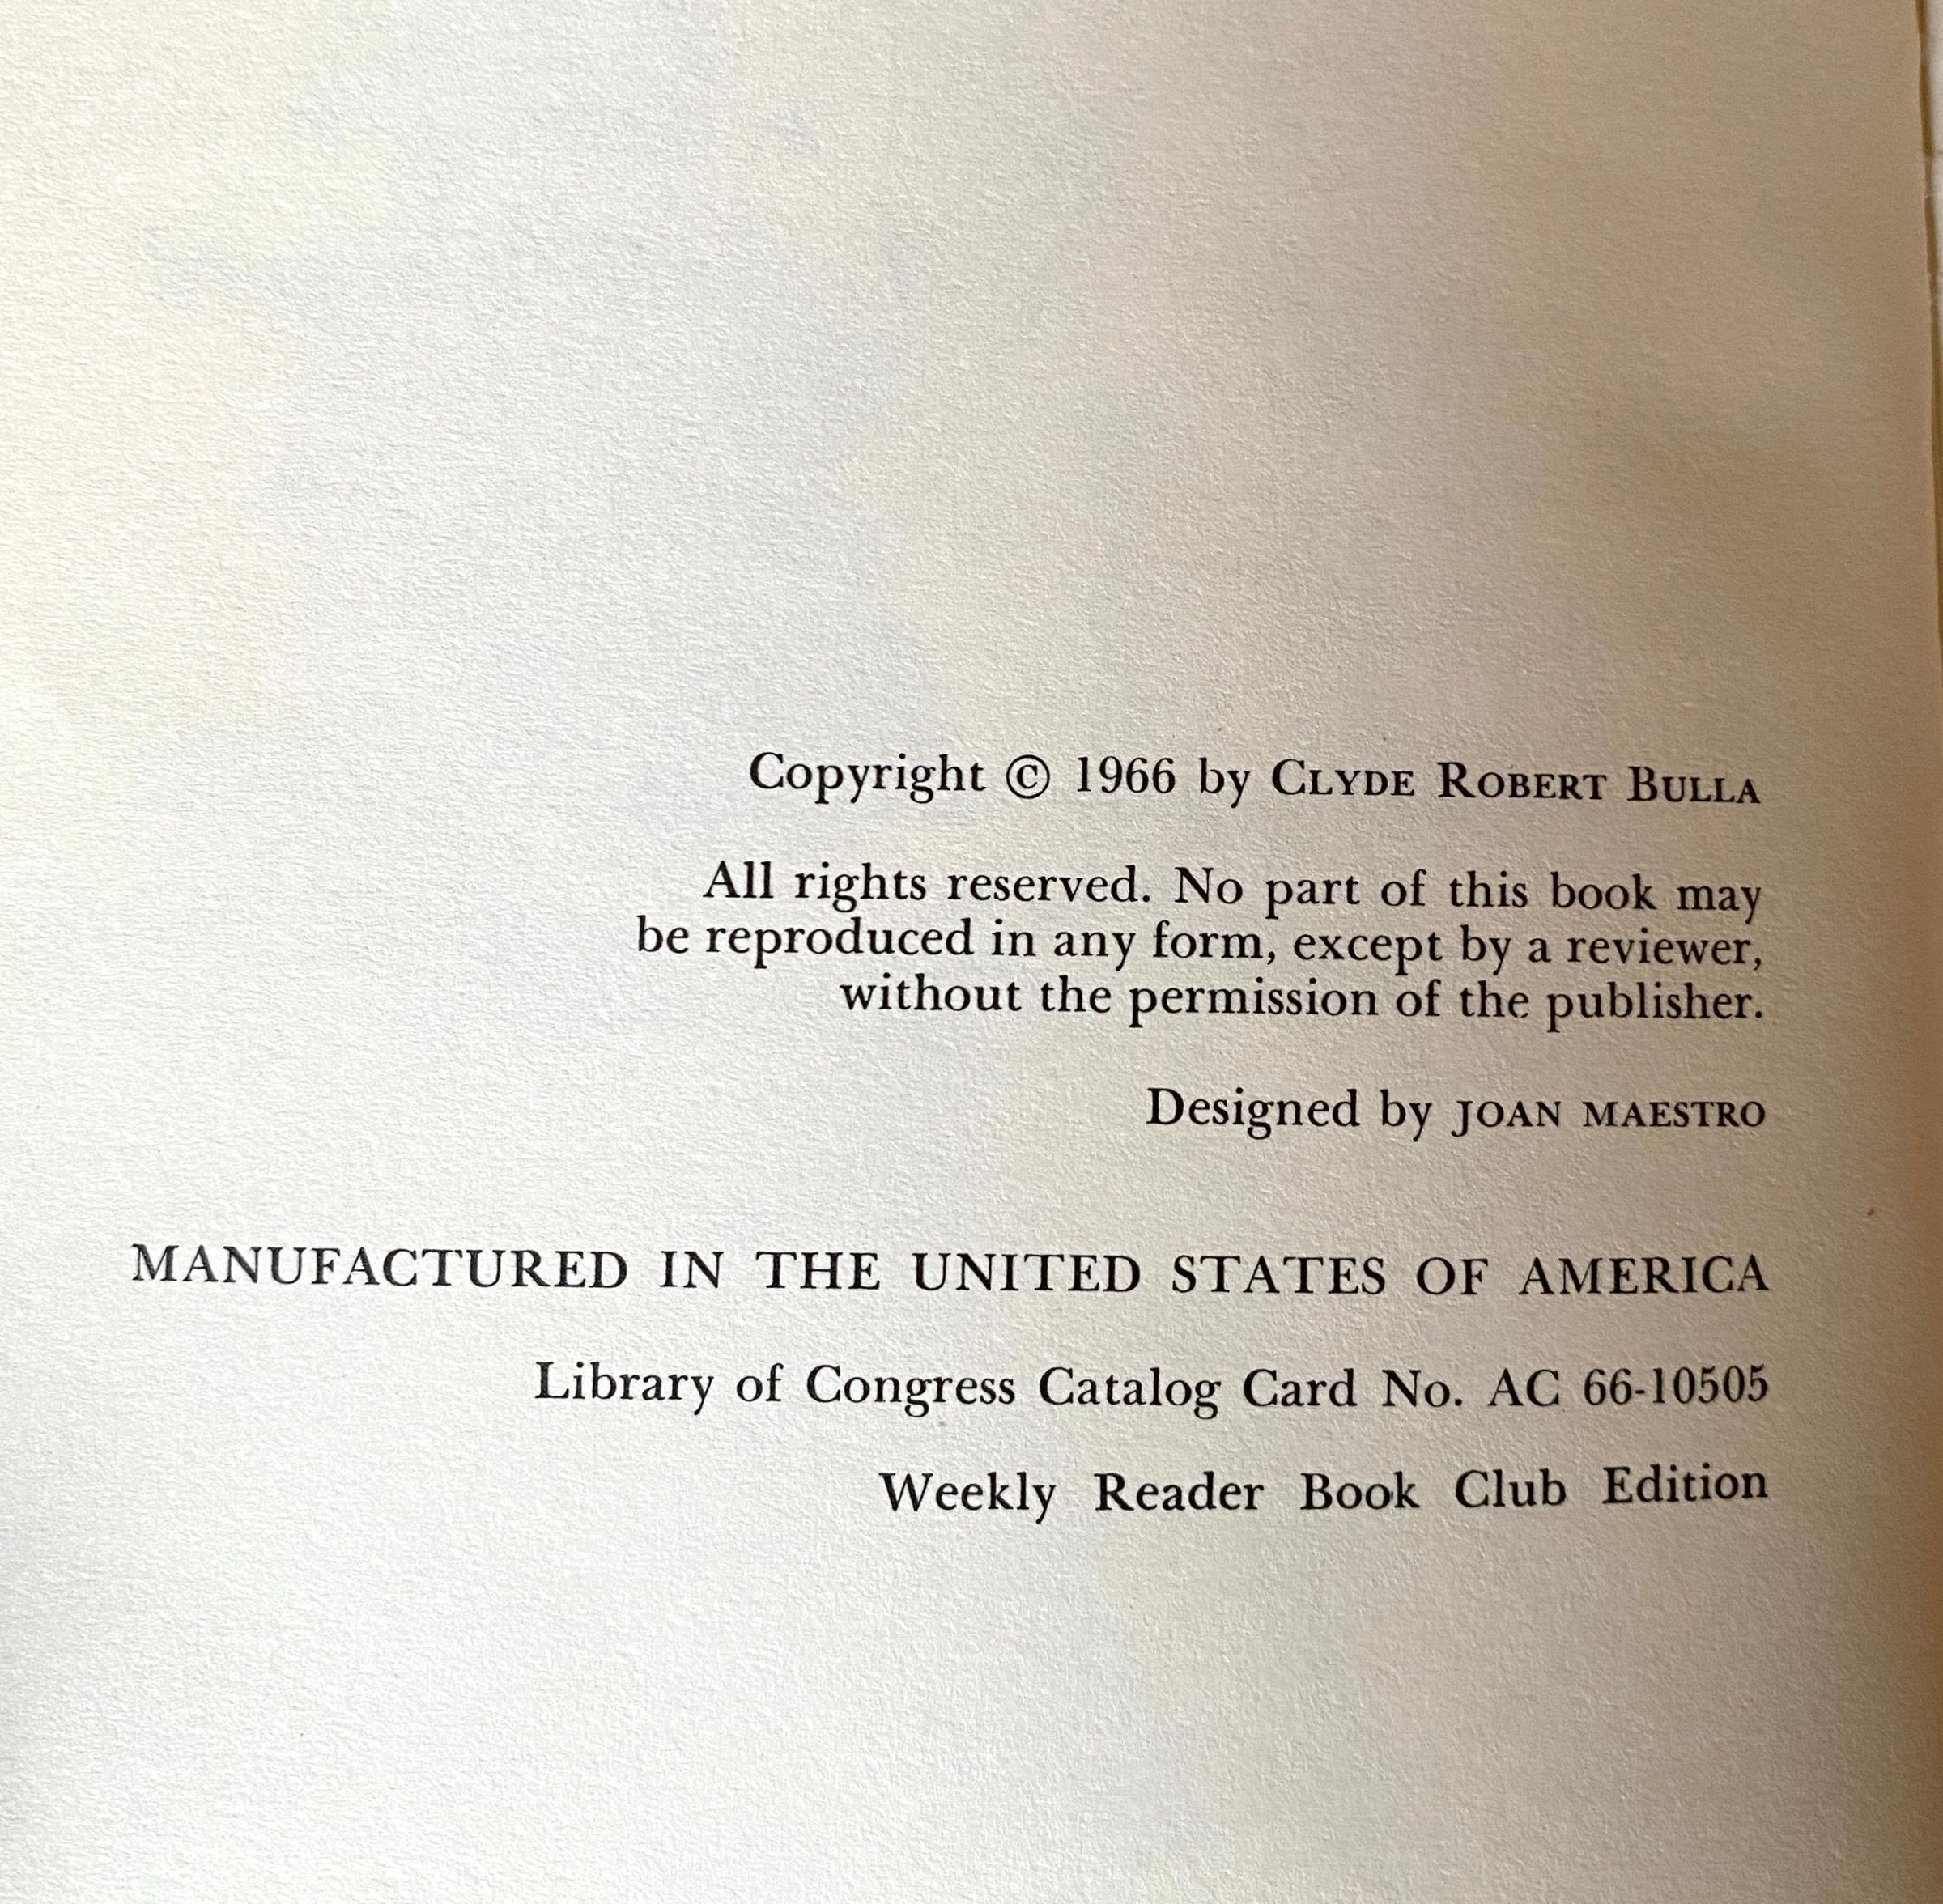 Copyright © 1966 by CLYDE ROBERT BULLA
All rights reserved. No part of this book may
be reproduced in any form, except by a reviewer,
without the permission of the publisher.
Designed by JOAN MAESTRO
MANUFACTURED IN THE UNITED STATES OF AMERICA
Library of Congress Catalog Card No. AC 66-10505
Weekly Reader Book Club Edition